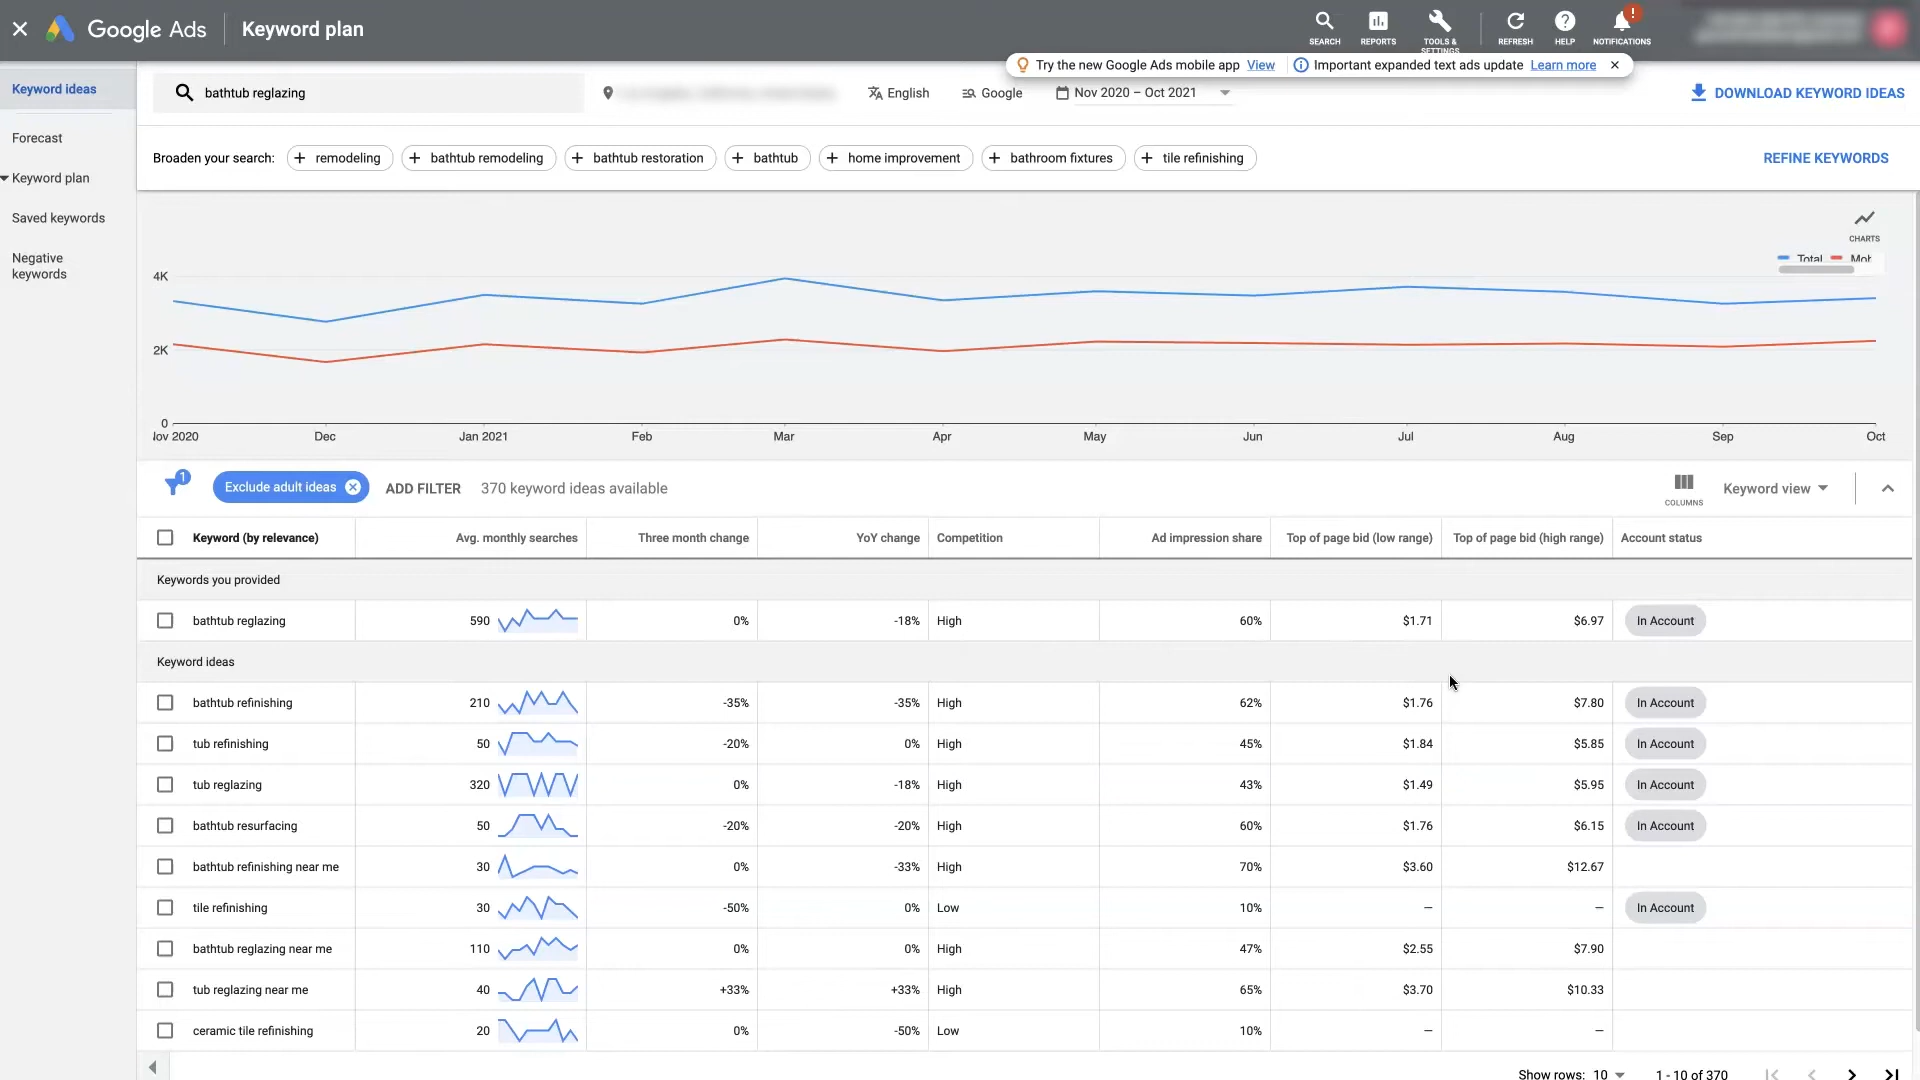 Google Ads Keyword plan
SEARCH REPORTS TOOLS & SETTINGS REFRESH HELP NOTIFICATIONS
Try the new Google Ads mobile app View Important expanded text ads update Learn more
Keyword ideas
Forecast
Keyword plan
Saved keywords
Negative
keywords
bathtub reglazing English Google Nov 2020 – Oct 2021 DOWNLOAD KEYWORD IDEAS
Broaden your search: remodeling bathtub remodeling bathtub restoration bathtub home improvement bathroom fixtures tile refinishing REFINE KEYWORDS
CHARTS
Total Mob
4K
2K
0
Nov 2020 Dec Jan 2021 Feb Mar Apr May Jun Jul Aug Sep Oct
1 Exclude adult ideas ADD FILTER 370 keyword ideas available COLUMNS Keyword view
Keyword (by relevance) Avg. monthly searches Three month change YoY change Competition Ad impression share Top of page bid (low range) Top of page bid (high range) Account status
Keywords you provided
bathtub reglazing 590 0% -18% High 60% $1.71 $6.97 In Account
Keyword ideas
bathtub refinishing 210 -35% -35% High 62% $1.76 $7.80 In Account
tub refinishing 50 -20% 0% High 45% $1.84 $5.85 In Account
tub reglazing 320 0% -18% High 43% $1.49 $5.95 In Account
bathtub resurfacing 50 -20% -20% High 60% $1.76 $6.15 In Account
bathtub refinishing near me 30 0% -33% High 70% $3.60 $12.67
tile refinishing 30 -50% 0% Low 10% – – In Account
bathtub reglazing near me 110 0% 0% High 47% $2.55 $7.90
tub reglazing near me 40 +33% +33% High 65% $3.70 $10.33
ceramic tile refinishing 20 0% -50% Low 10% – –
Show rows: 10 1 - 10 of 370